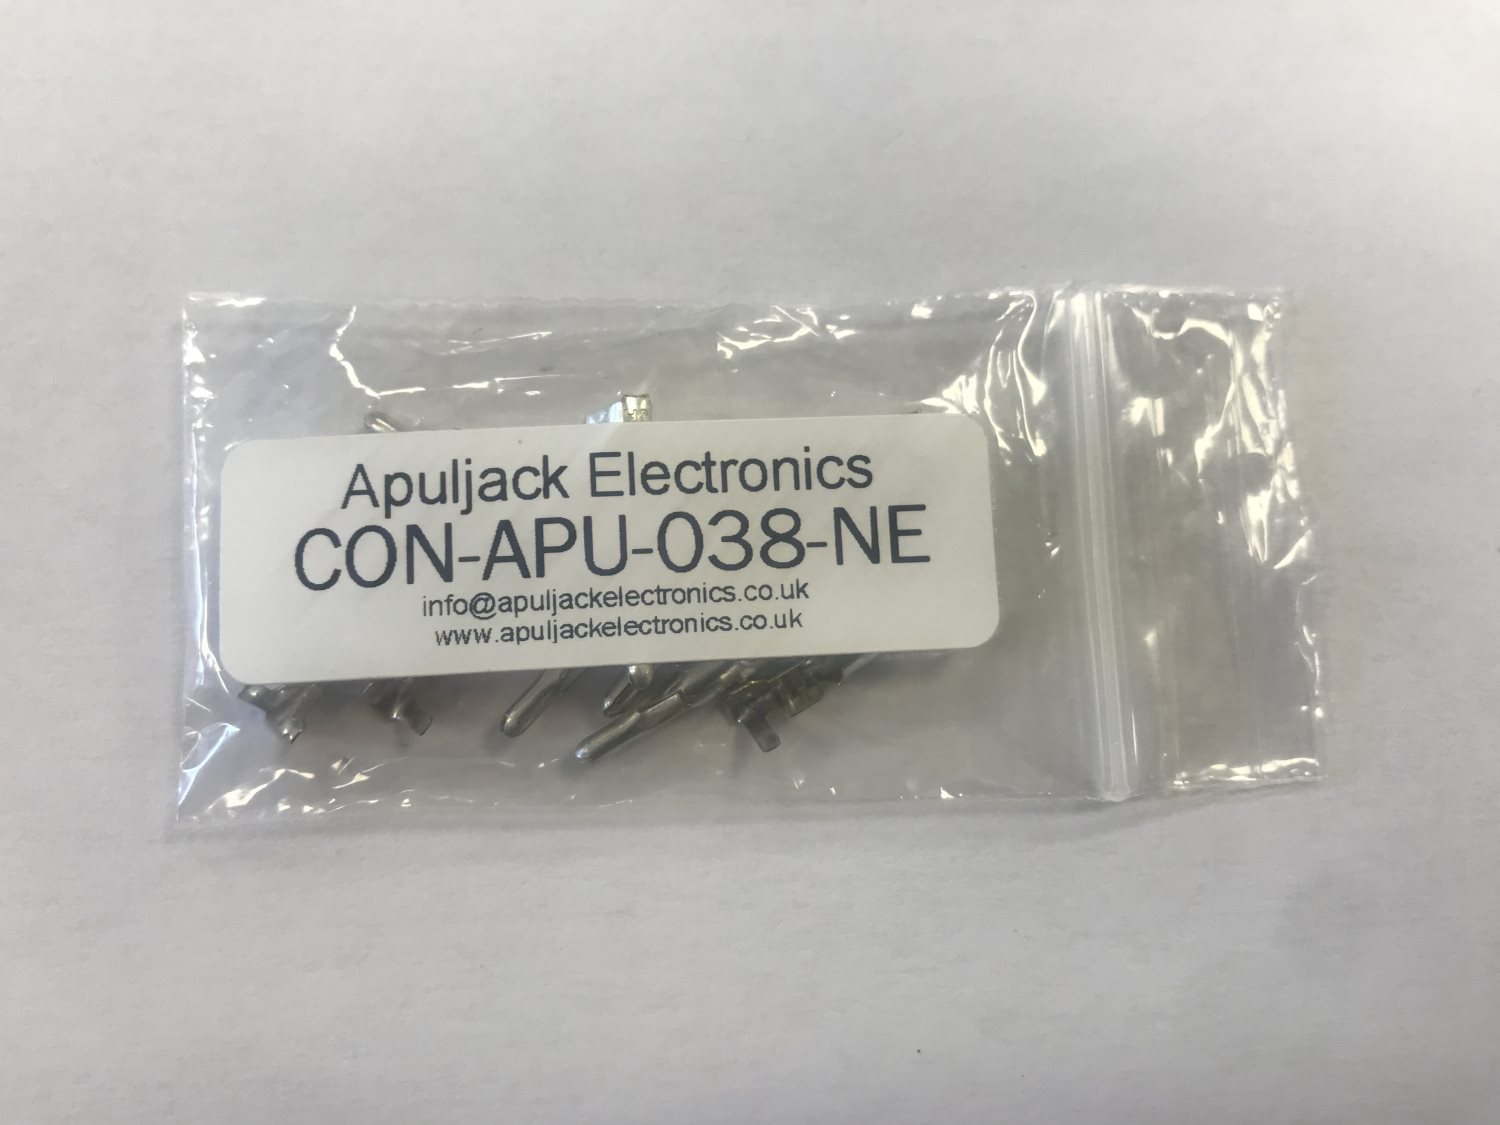 Apuljack Electronics
CON-APU-038-NE
info@apuljackelectronics.co.uk
www.apuljackelectronics.co.uk